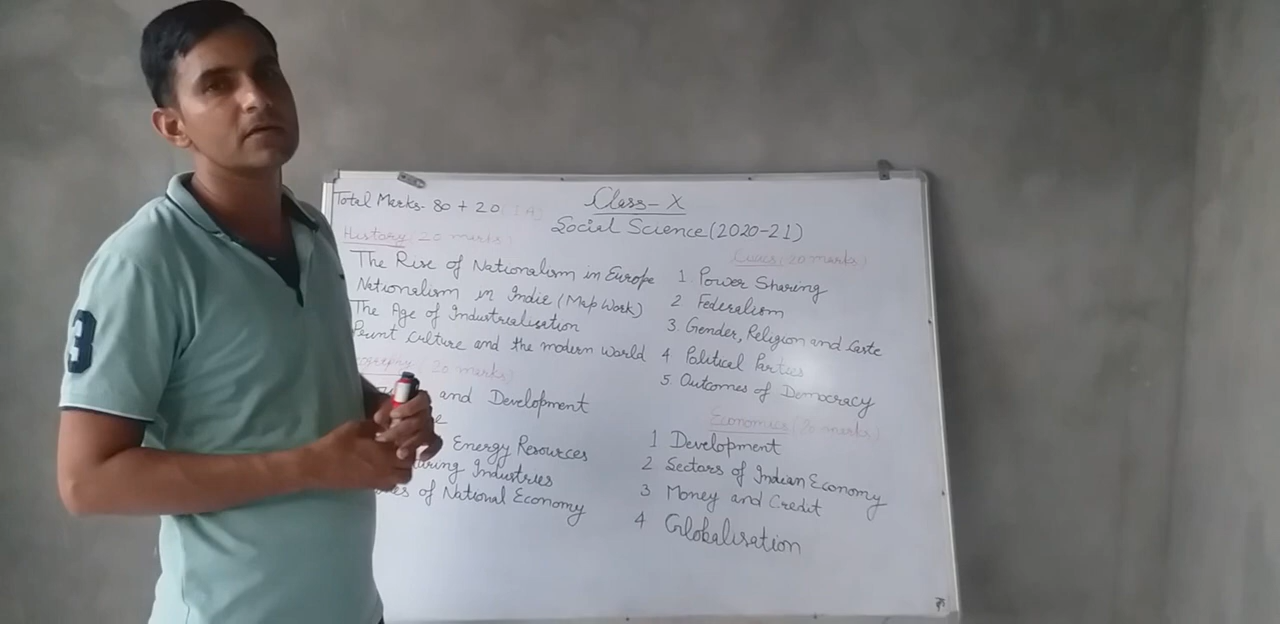 Total Marks - 80 + 20 (IA)
Class - X
Social Science (2020-21)
History (20 marks)
The Rise of Nationalism in Europe
Nationalism in Indie (Map Work)
The Age of Industrialisation
Print Culture and the modern world
(20 marks)
and Development
Energy Resources
Industries
of National Economy
Civics (20 marks)
1 Power Sharing
2 Federalism
3. Gender, Religion and Caste
4 Political Parties
5. Outcomes of Democracy
Economics (20 marks)
1 Development
2 Sectors of Indian Economy
3 Money and Credit
4 Globalisation
3